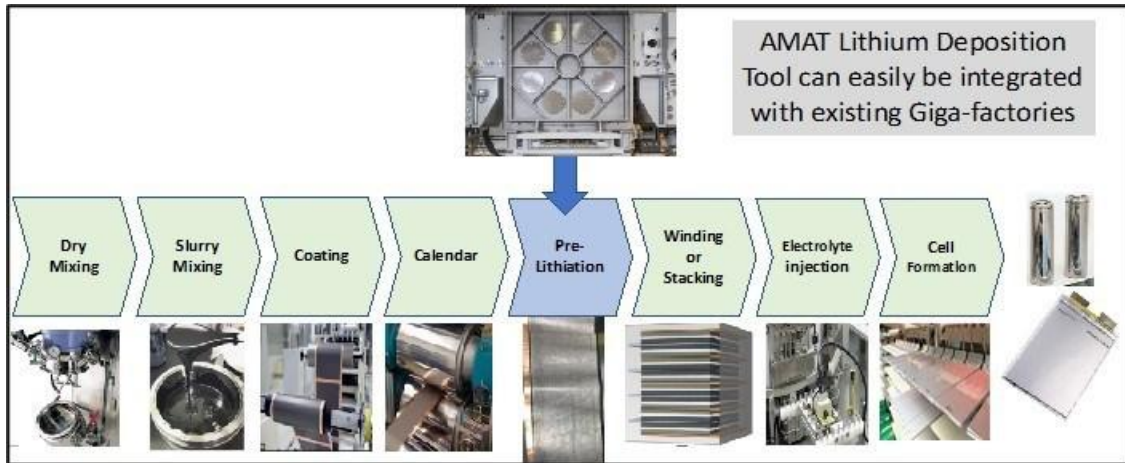 AMAT Lithium Deposition
Tool can easily be integrated
with existing Giga-factories
Dry
Mixing
Slurry
Mixing
Coating
Calendar
Pre-
Lithiation
Winding
or
Stacking
Electrolyte
injection
Cell
Formation